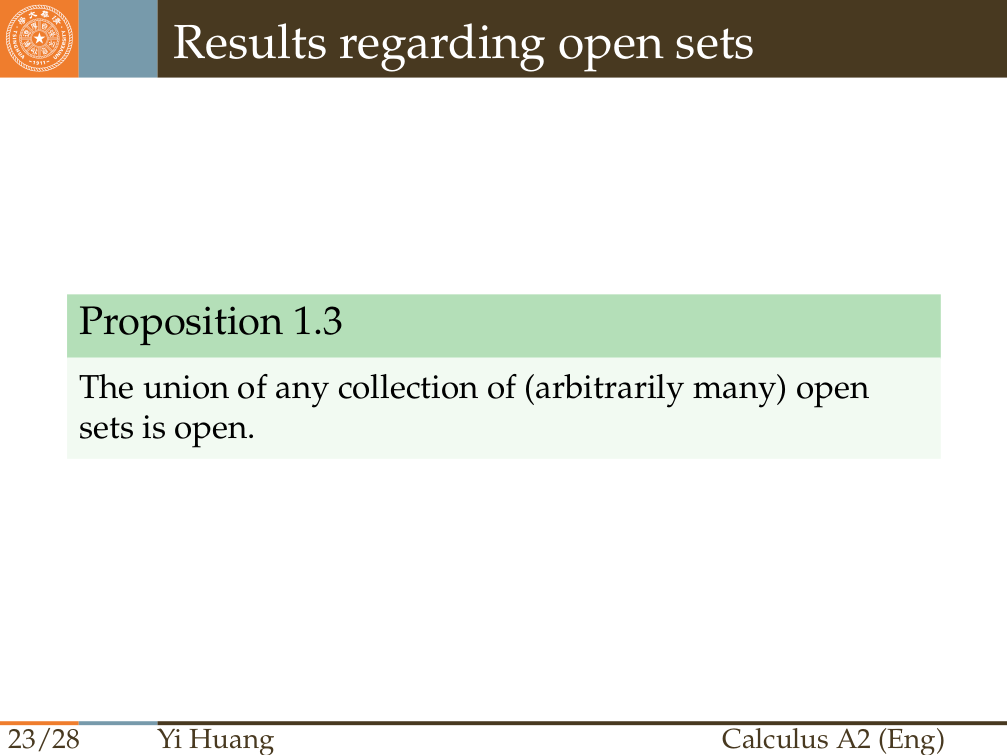 Results regarding open sets
Proposition 1.3
The union of any collection of (arbitrarily many) open
sets is open.
23/28 Yi Huang Calculus A2 (Eng)